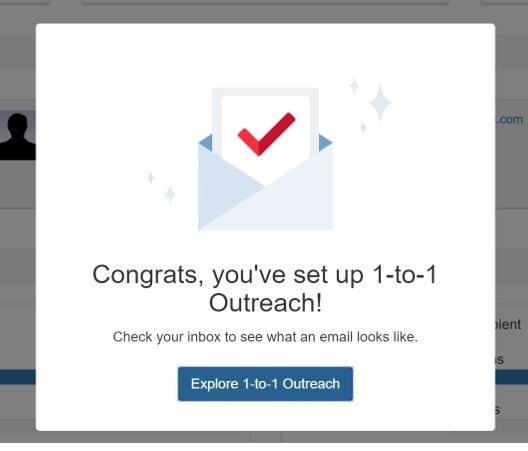 .com
Congrats, you've set up 1-to-1
Outreach!
Check your inbox to see what an email looks like.
Explore 1-to-1 Outreach